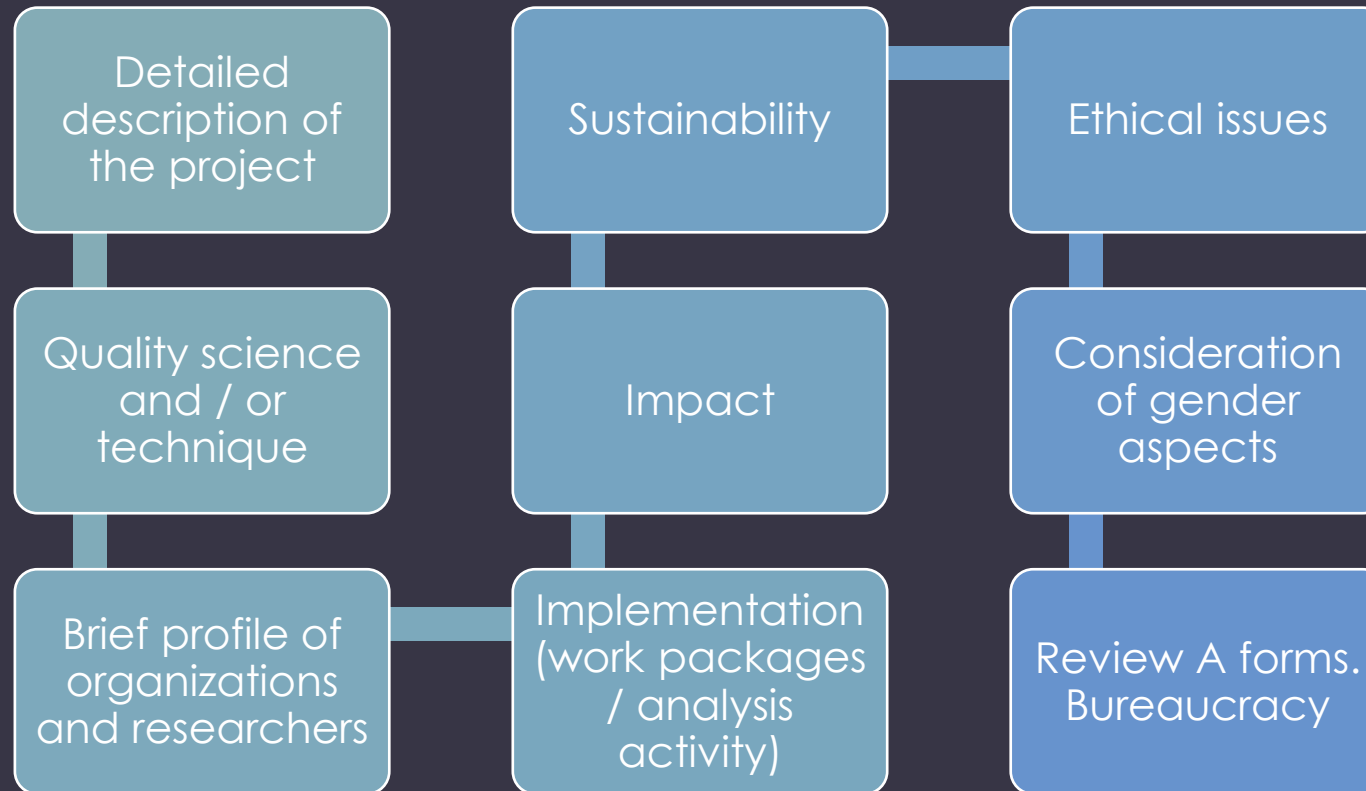 Detailed
description of
the project
Quality science
and / or
technique
Brief profile of
organizations
and researchers
Implementation
(work packages
/ analysis
activity)
Impact
Sustainability
Ethical issues
Consideration
of gender
aspects
Review A forms.
Bureaucracy